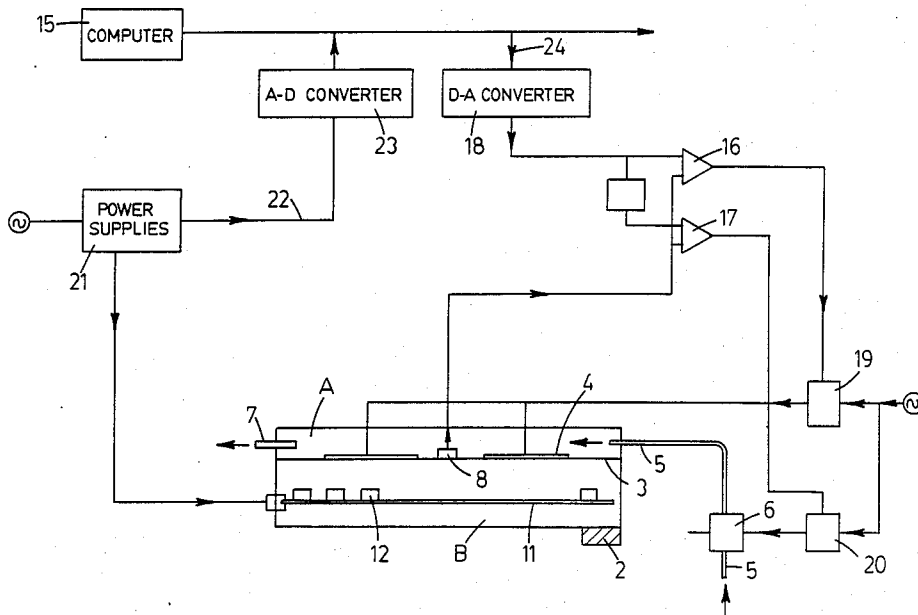 15
COMPUTER
24
A-D CONVERTER
23
D-A CONVERTER
18
16
POWER
SUPPLIES
21
22
17
19
A
4
7
8
5
3
6
12
B
11
2
20
5